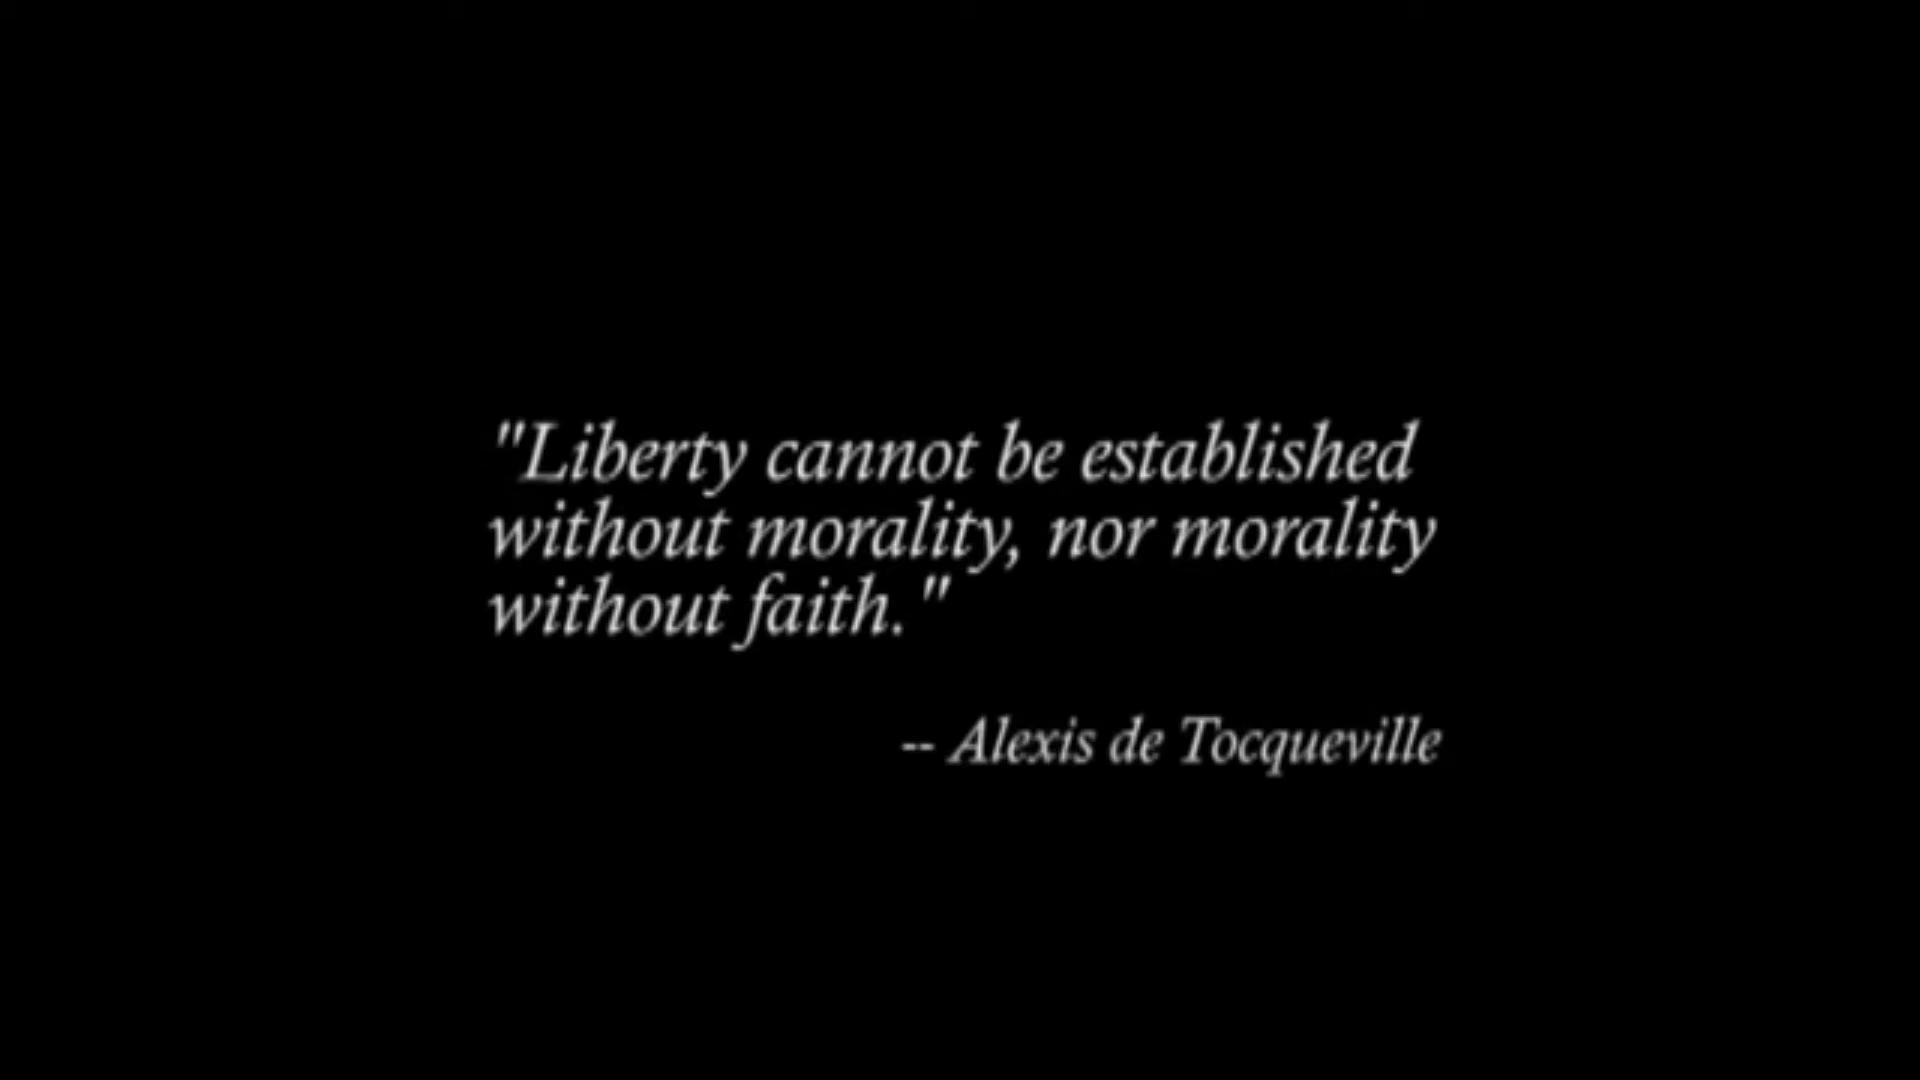 "Liberty cannot be established
without morality, nor morality
without faith."
-- Alexis de Tocqueville